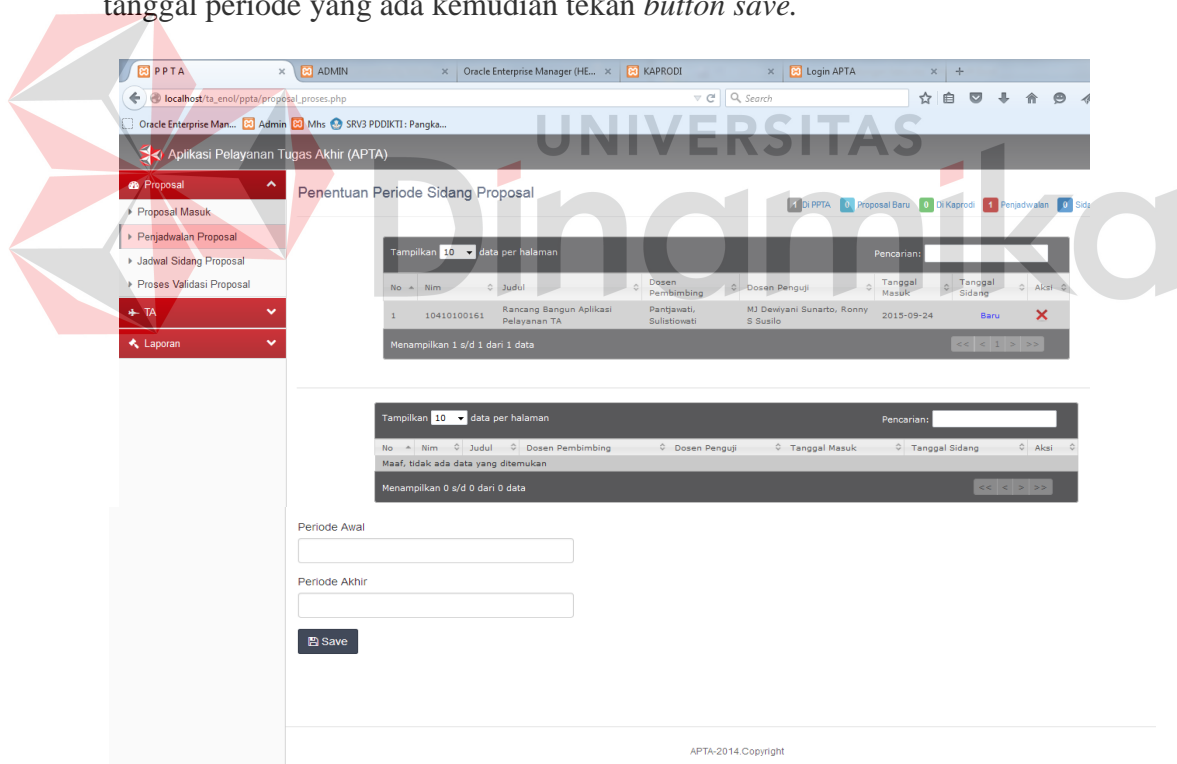 tanggal periode yang ada kemudian tekan button save.
PPTA ADMIN Oracle Enterprise Manager (HE... KAPRODI Login APTA
localhost/ta_enol/ppta/proposal_proses.php Search
Oracle Enterprise Man... Admin Mhs SRV3 PDDIKTI : Pangka...
UNIVERSITAS
Dinamika
Aplikasi Pelayanan Tugas Akhir (APTA)
Proposal
Proposal Masuk
Penjadwalan Proposal
Jadwal Sidang Proposal
Proses Validasi Proposal
TA
Laporan
Penentuan Periode Sidang Proposal
1 Di PPTA 0 Proposal Baru 0 Di Kaprodi 1 Penjadwalan 0
Tampilkan 10 data per halaman Pencarian:
No Nim Judul Dosen Pembimbing Dosen Penguji Tanggal Masuk Tanggal Sidang Aksi
1 10410100161 Rancang Bangun Aplikasi Pelayanan TA Pantjawati, Sulistiowati MJ Dewiyani Sunarto, Ronny S Susilo 2015-09-24 Baru
Menampilkan 1 s/d 1 dari 1 data << < 1 > >>
Tampilkan 10 data per halaman Pencarian:
No Nim Judul Dosen Pembimbing Dosen Penguji Tanggal Masuk Tanggal Sidang Aksi
Maaf, tidak ada data yang ditemukan
Menampilkan 0 s/d 0 dari 0 data << < > >>
Periode Awal
Periode Akhir
Save
APTA-2014.Copyright